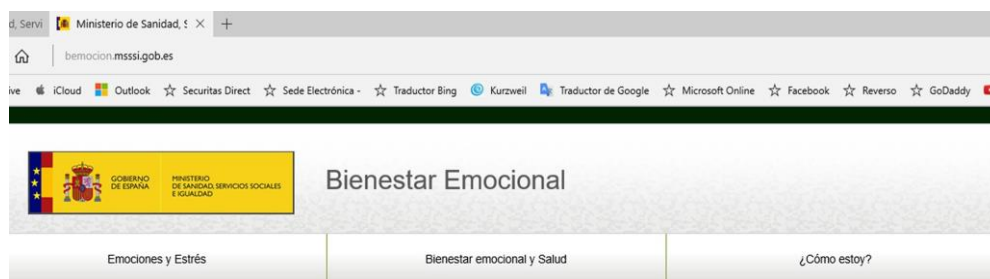 d, Servi Ministerio de Sanidad, S
bemocion.msssi.gob.es
ive iCloud Outlook Securitas Direct Sede Electrónica - Traductor Bing Kurzweil Traductor de Google Microsoft Online Facebook Reverso GoDaddy
GOBIERNO
DE ESPAÑA
MINISTERIO
DE SANIDAD, SERVICIOS SOCIALES
E IGUALDAD
Bienestar Emocional
Emociones y Estrés Bienestar emocional y Salud ¿Cómo estoy?